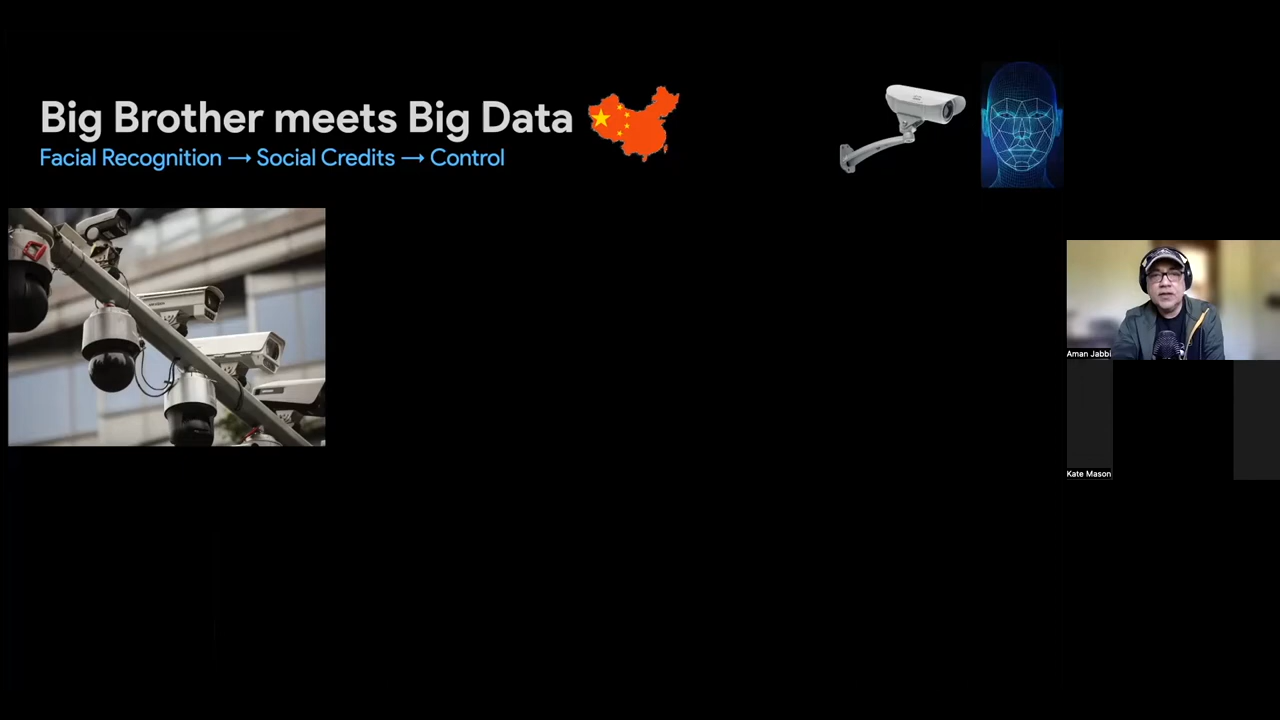 Big Brother meets Big Data
Facial Recognition → Social Credits → Control
Aman Jabbi
Kate Mason